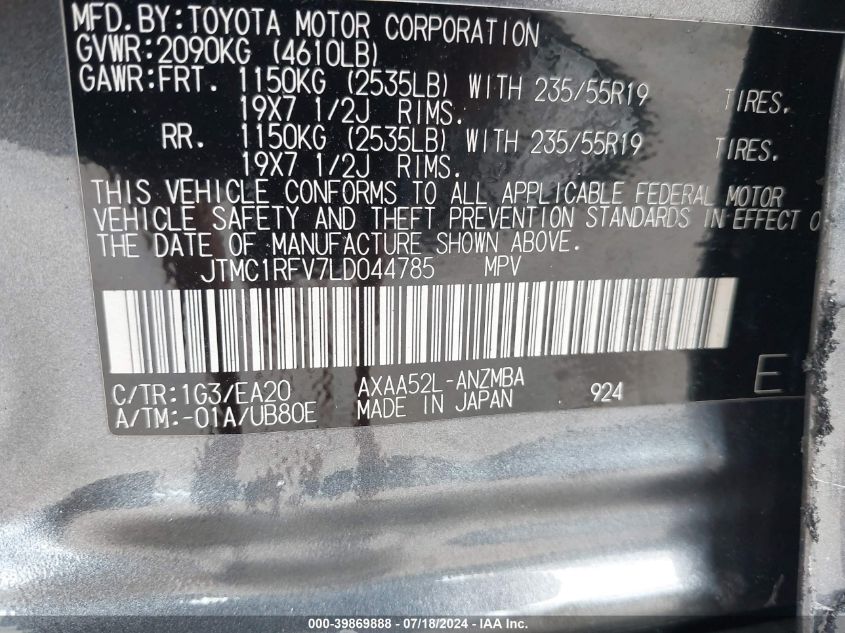 MFD.BY:TOYOTA MOTOR CORPORATION
GVWR:2090KG (4610LB)
GAWR:FRT. 1150KG (2535LB) WITH 235/55R19 TIRES,
19X7 1/2J RIMS.
RR. 1150KG (2535LB) WITH 235/55R19 TIRES,
19X7 1/2J RIMS.
THIS VEHICLE CONFORMS TO ALL APPLICABLE FEDERAL MOTOR
VEHICLE SAFETY AND THEFT PREVENTION STANDARDS IN EFFECT O
THE DATE OF MANUFACTURE SHOWN ABOVE.
JTMC1RFV7LD044785 MPV
C/TR:1G3/EA20 AXAA52L-ANZMBA
A/TM:-01A/UB80E MADE IN JAPAN 924 E
000-39869888 - 07/18/2024 - IAA Inc.